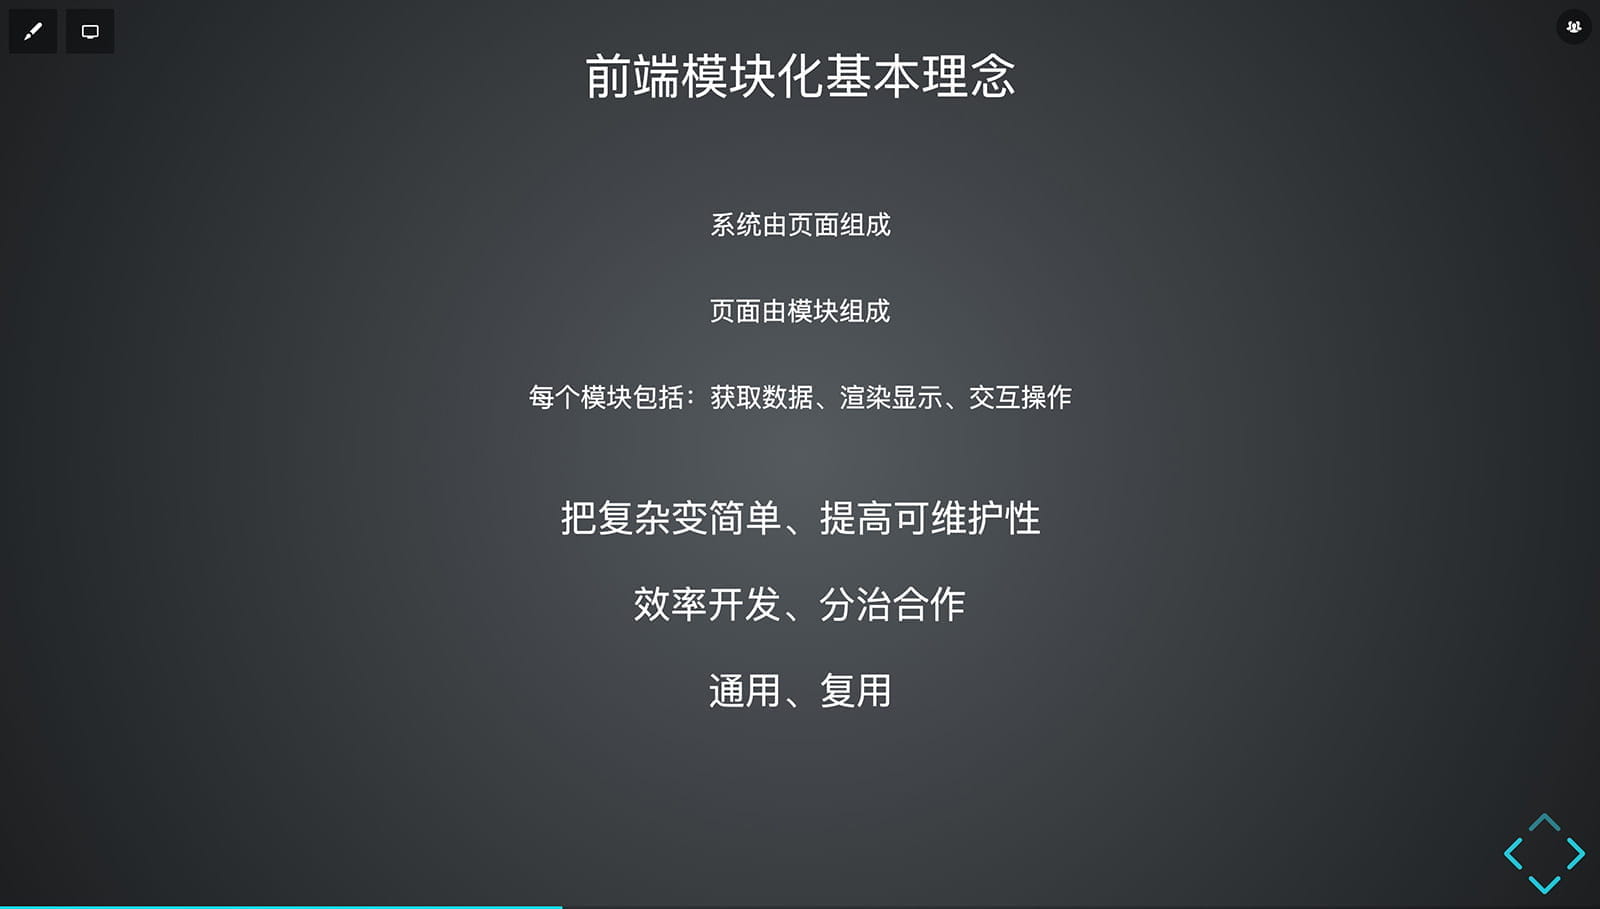 前端模块化基本理念
系统由页面组成
页面由模块组成
每个模块包括：获取数据、渲染显示、交互操作
把复杂变简单、提高可维护性
效率开发、分治合作
通用、复用